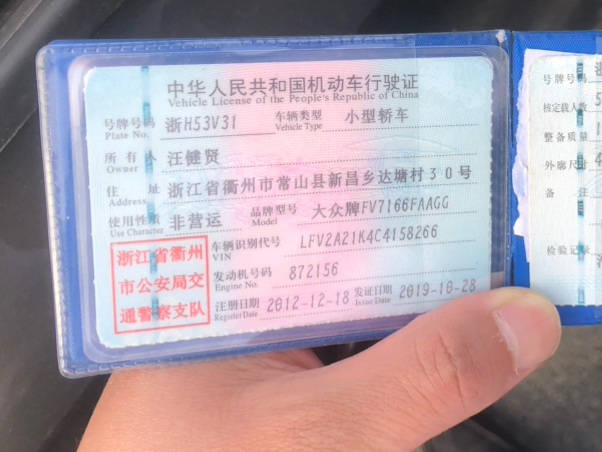 中华人民共和国机动车行驶证
Vehicle License of the People's Republic of China
号牌号码 浙H53V31 车辆类型 小型轿车
Plate No. Vehicle Type
所有人 汪健贤
Owner
住址 浙江省衢州市常山县新昌乡达塘村30号
Address
使用性质 非营运 品牌型号 大众牌FV7166FAAGG
Use Character Model
车辆识别代号 LFV2A21K4C4158266
VIN
发动机号码 872156
Engine No.
注册日期 2012-12-18 发证日期 2019-10-28
Register Date Issue Date
浙江省衢州
市公安局交
通警察支队
号牌号码
核定载人数 5
整备质量
外廓尺寸 4
备
检验记录